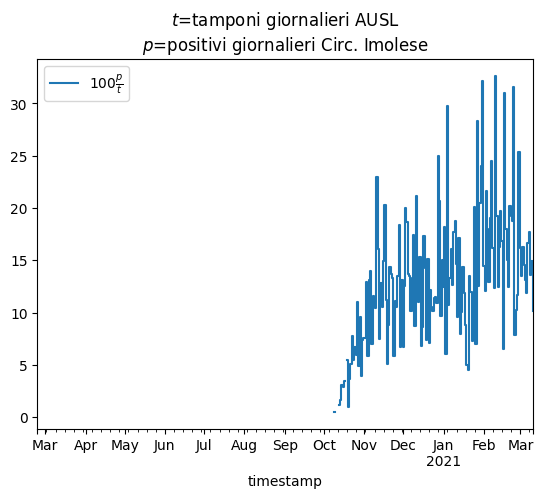 t=tamponi giornalieri AUSL
p=positivi giornalieri Circ. Imolese
100 p/t
30
25
20
15
10
5
0
Mar Apr May Jun Jul Aug Sep Oct Nov Dec Jan Feb Mar
2021
timestamp